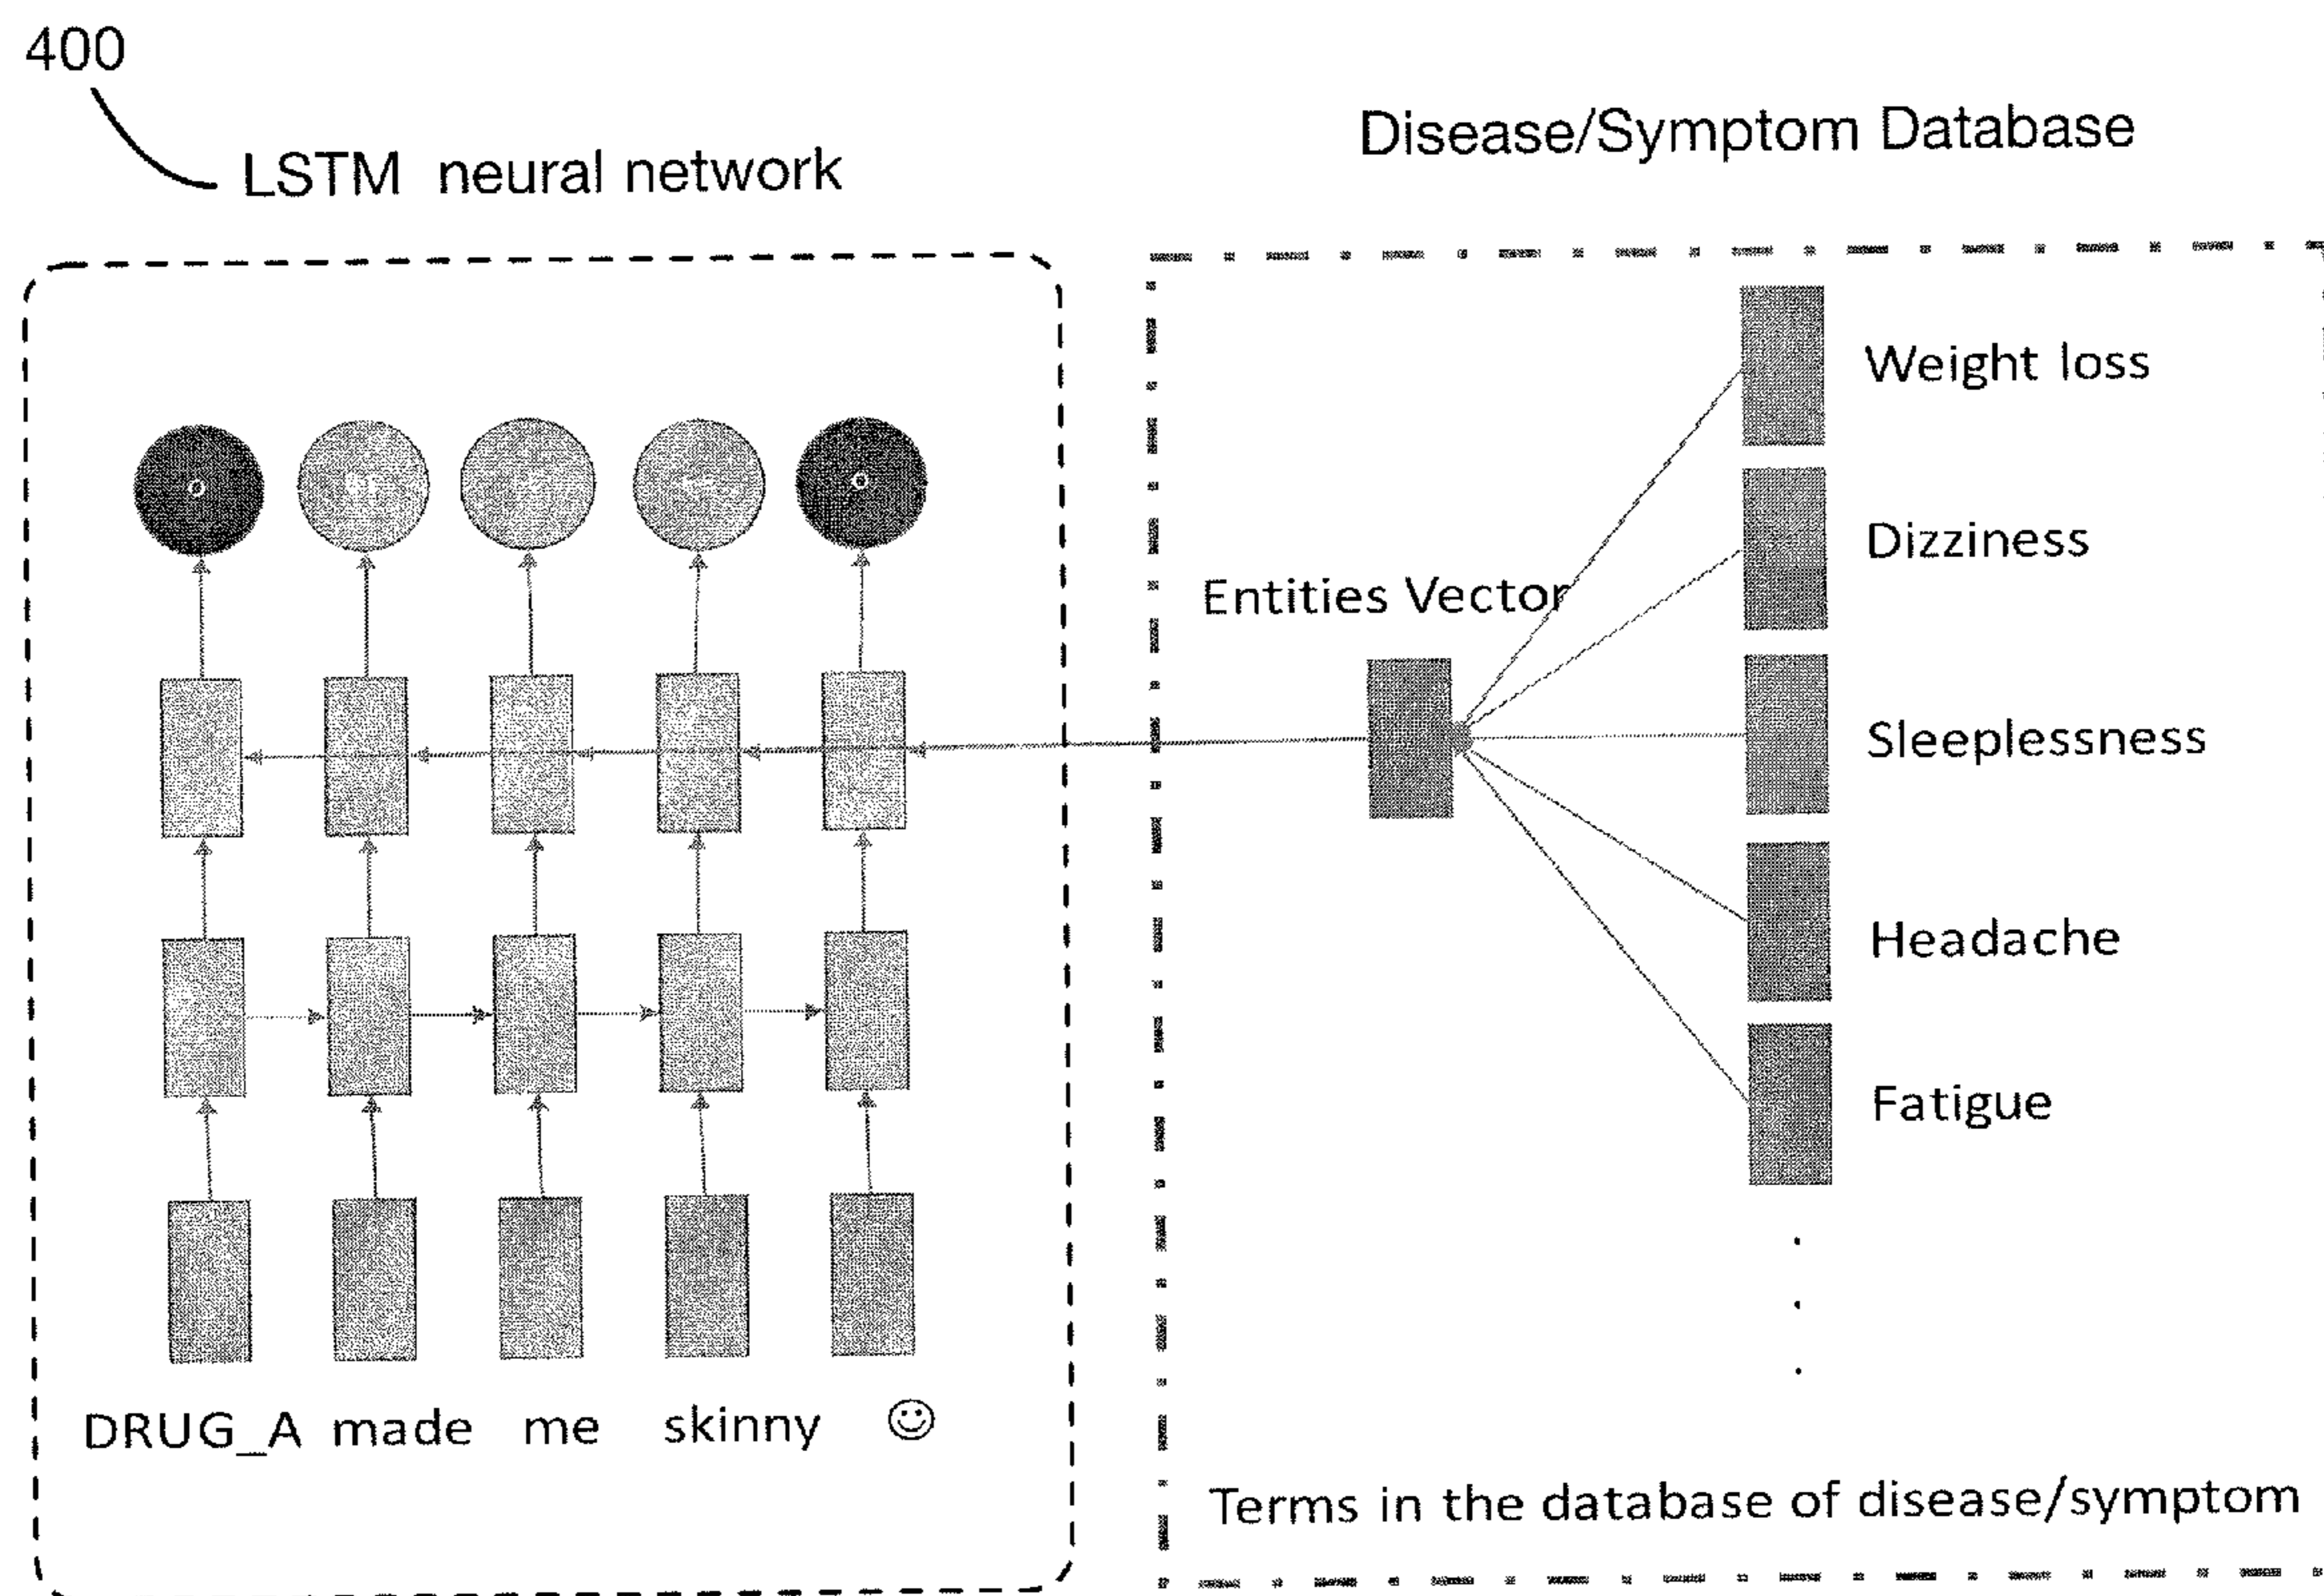 400
LSTM neural network
Disease/Symptom Database
o
o
Entities Vector
Weight loss
Dizziness
Sleeplessness
Headache
Fatigue
DRUG_A made me skinny ☺
Terms in the database of disease/symptom